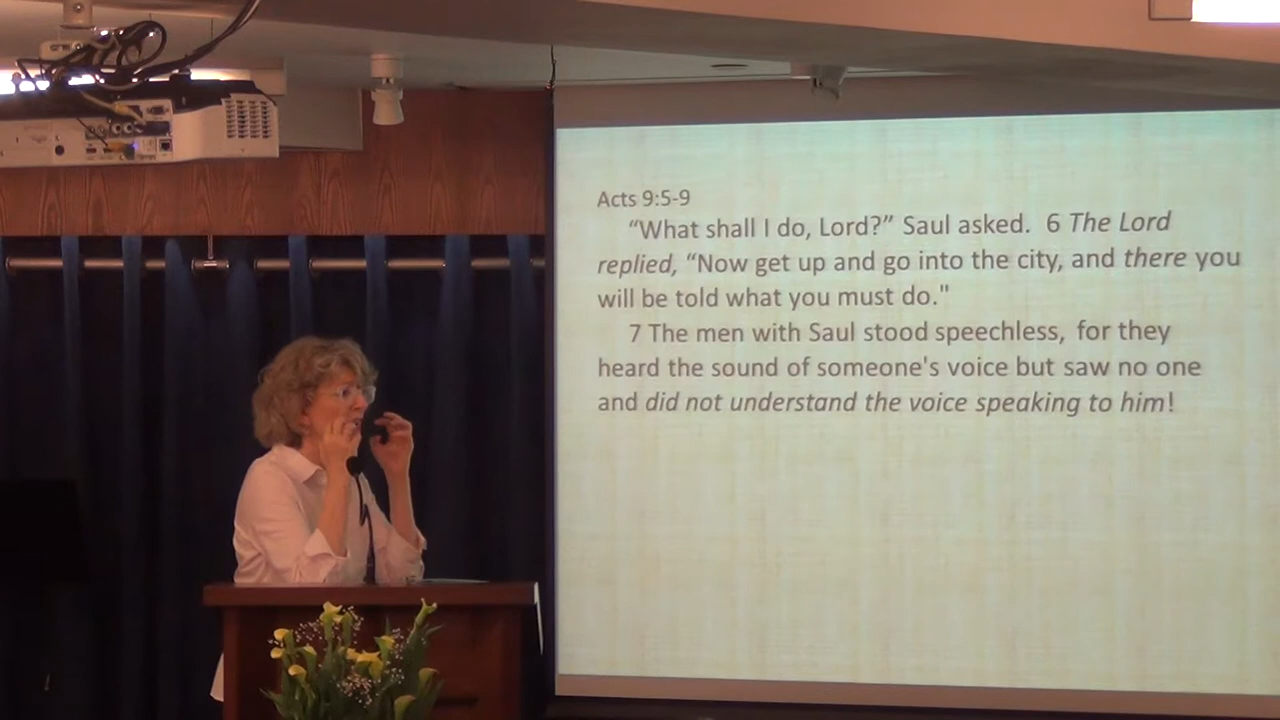 Acts 9:5-9
“What shall I do, Lord?” Saul asked.  6 The Lord
replied, “Now get up and go into the city, and there you
will be told what you must do."
7 The men with Saul stood speechless, for they
heard the sound of someone's voice but saw no one
and did not understand the voice speaking to him!